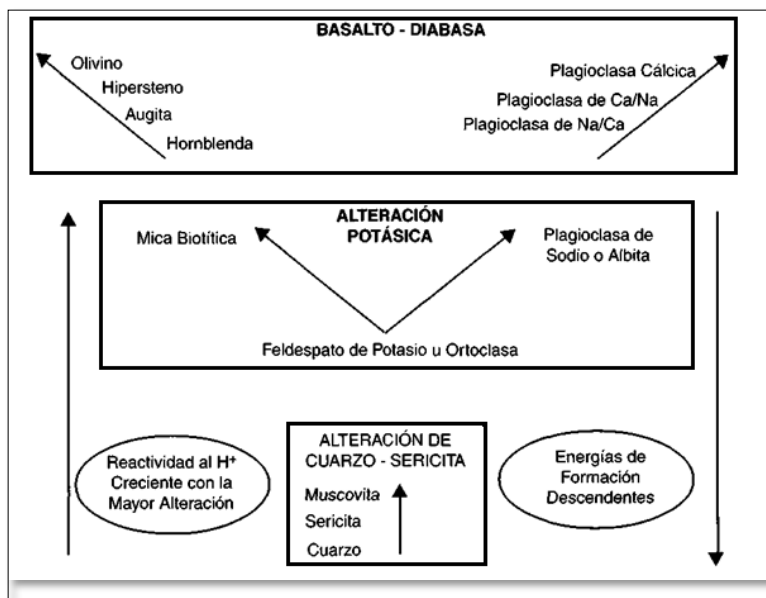 BASALTO - DIABASA
Olivino
Hipersteno
Augita
Hornblenda
Plagioclasa Cálcica
Plagioclasa de Ca/Na
Plagioclasa de Na/Ca
ALTERACIÓN
POTÁSICA
Mica Biotítica
Plagioclasa de
Sodio o Albita
Feldespato de Potasio u Ortoclasa
Reactividad al H⁺
Creciente con la
Mayor Alteración
ALTERACIÓN DE
CUARZO - SERICITA
Muscovita
Sericita
Cuarzo
Energías de
Formación
Descendentes